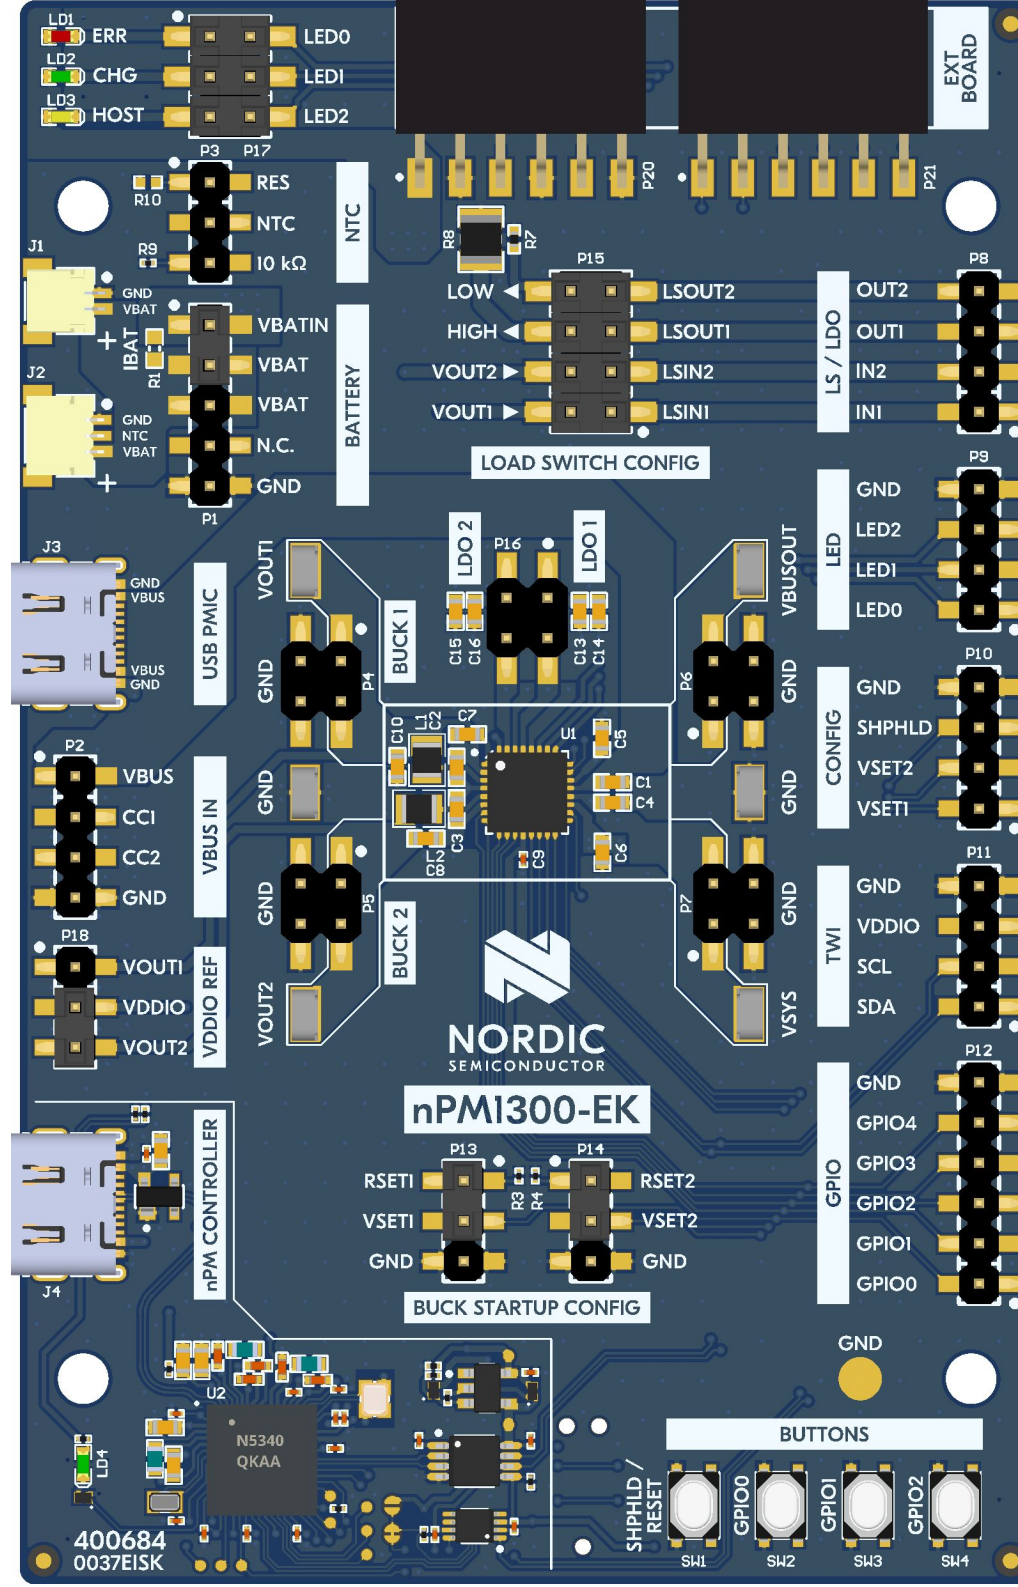 LD1
ERR
LED0
LD2
CHG
LED1
LD3
HOST
LED2
EXT
BOARD
P3
P17
P20
P21
RES
R10
NTC
NTC
R9
10 kΩ
R8
R7
J1
GND
VBAT
P15
LOW
LSOUT2
HIGH
LSOUT1
VOUT2
LSIN2
VOUT1
LSIN1
LOAD SWITCH CONFIG
P8
OUT2
OUT1
IN2
IN1
LS / LDO
IBAT
R1
VBATIN
VBAT
VBAT
N.C.
GND
BATTERY
J2
GND
NTC
VBAT
P1
P9
GND
LED2
LED1
LED0
LED
J3
GND
VBUS
VBUS
GND
USB PMIC
VOUT1
BUCK 1
GND
P4
LDO 2
P16
LDO 1
C15
C16
C13
C14
VBUSOUT
P6
GND
P10
GND
SHPHLD
VSET2
VSET1
CONFIG
P2
VBUS
CC1
CC2
GND
VBUS IN
GND
C10
L1
C2
C7
U1
C5
C1
C4
C3
L2
C8
C9
C6
GND
GND
P5
BUCK 2
VOUT2
P7
GND
VSYS
P11
GND
VDDIO
SCL
SDA
TWI
P18
VOUT1
VDDIO
VOUT2
VDDIO REF
NORDIC
SEMICONDUCTOR
nPM1300-EK
P12
GND
GPIO4
GPIO3
GPIO2
GPIO1
GPIO0
GPIO
nPM CONTROLLER
J4
P13
P14
RSET1
R3
R4
RSET2
VSET1
VSET2
GND
GND
BUCK STARTUP CONFIG
GND
U2
N5340
QKAA
LD4
400684
0037EISK
BUTTONS
SHPHLD /
RESET
GPIO0
GPIO1
GPIO2
SW1
SW2
SW3
SW4